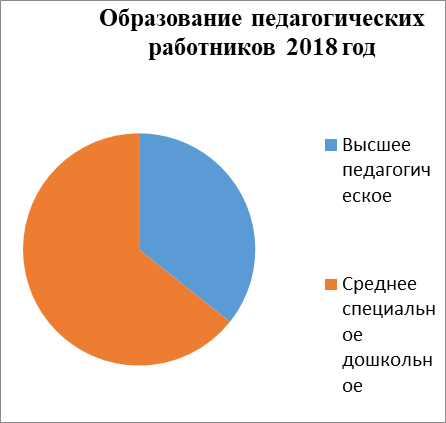 Образование педагогических
работников 2018 год
Высшее
педагогич
еское
Среднее
специальн
ое
дошкольн
ое